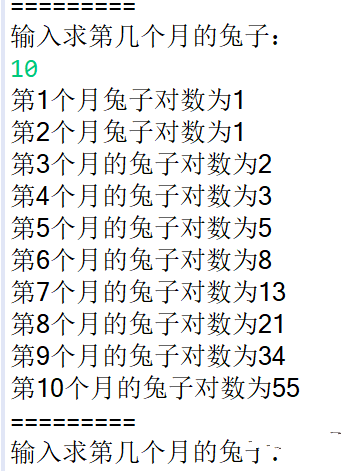 =========
输入求第几个月的兔子：
10
第1个月兔子对数为1
第2个月兔子对数为1
第3个月的兔子对数为2
第4个月的兔子对数为3
第5个月的兔子对数为5
第6个月的兔子对数为8
第7个月的兔子对数为13
第8个月的兔子对数为21
第9个月的兔子对数为34
第10个月的兔子对数为55
=========
输入求第几个月的兔子：